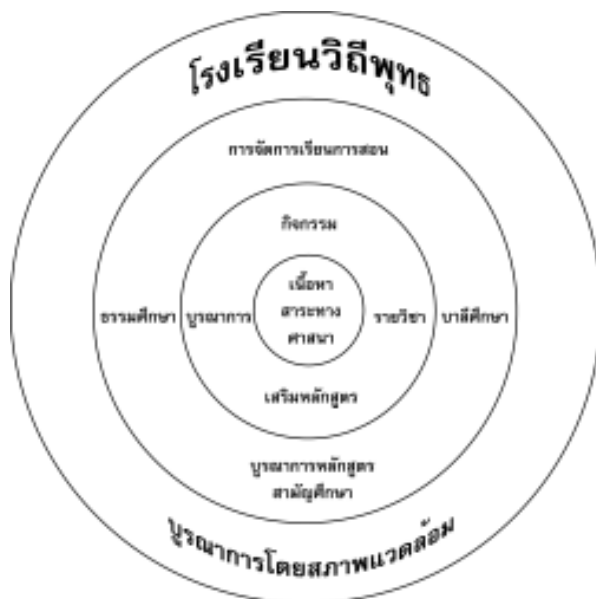 โรงเรียนวิถีพุทธ
การจัดการเรียนการสอน
กิจกรรม
เนื้อหา
สาระทาง
ศาสนา
ธรรมศึกษา
บูรณาการ
รายวิชา
บาลีศึกษา
เสริมหลักสูตร
บูรณาการหลักสูตร
สามัญศึกษา
บูรณาการโดยสภาพแวดล้อม